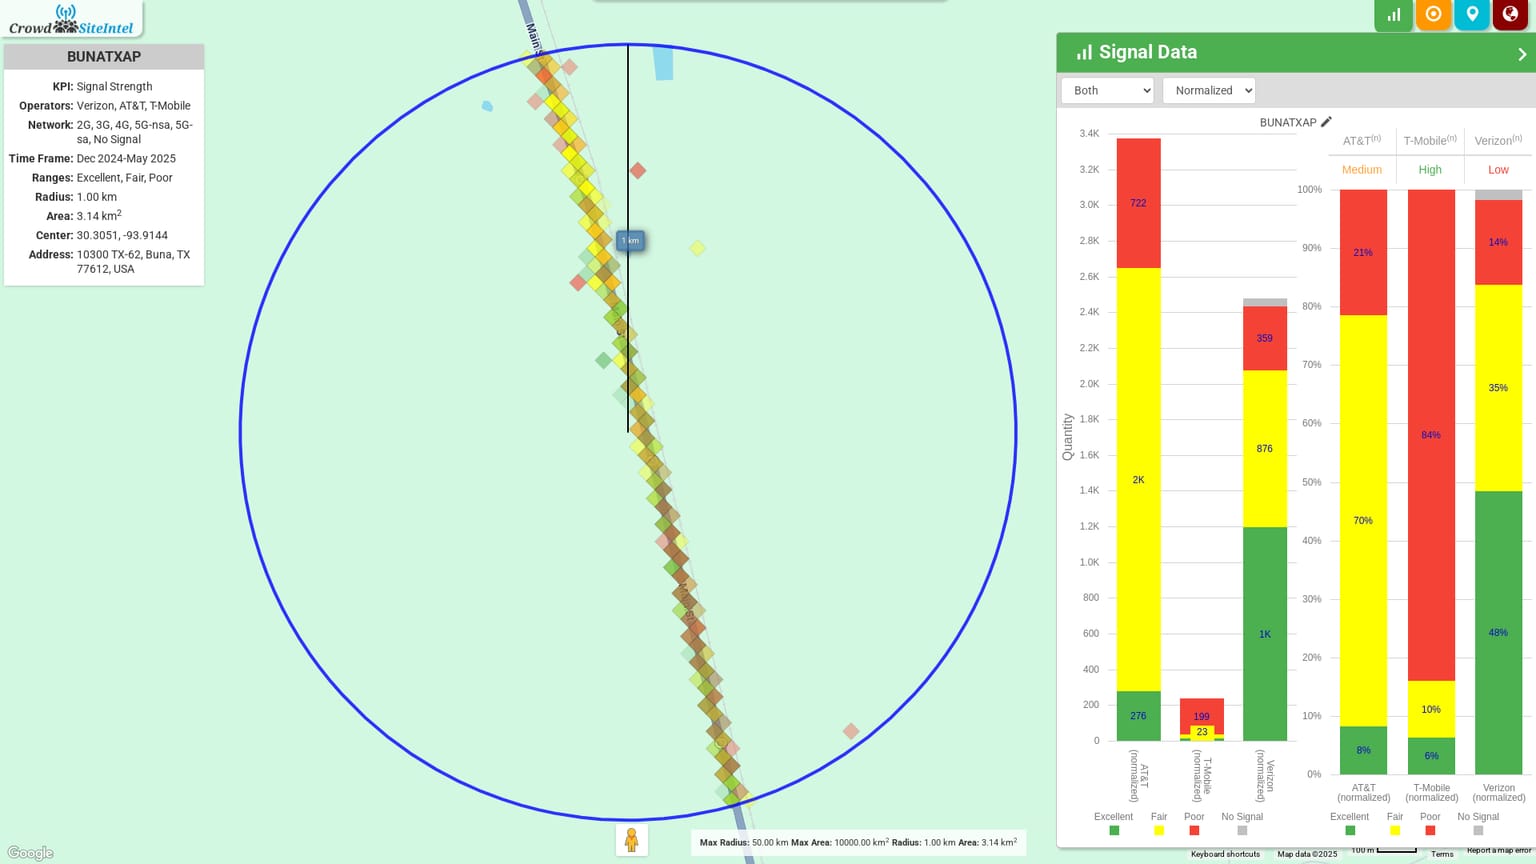 CrowdSiteIntel
BUNATXAP
KPI: Signal Strength
Operators: Verizon, AT&T, T-Mobile
Network: 2G, 3G, 4G, 5G-nsa, 5G-
sa, No Signal
Time Frame: Dec 2024-May 2025
Ranges: Excellent, Fair, Poor
Radius: 1.00 km
Area: 3.14 km²
Center: 30.3051, -93.9144
Address: 10300 TX-62, Buna, TX
77612, USA
1 km
Google
Max Radius: 50.00 km Max Area: 10000.00 km² Radius: 1.00 km Area: 3.14 km²
Signal Data
Both
Normalized
BUNATXAP
Quantity
3.4K
3.2K
3.0K
2.8K
2.6K
2.4K
2.2K
2.0K
1.8K
1.6K
1.4K
1.2K
1.0K
800
600
400
200
0
722
2K
276
199
23
359
876
1K
AT&T
(normalized)
T-Mobile
(normalized)
Verizon
(normalized)
Excellent
Fair
Poor
No Signal
AT&T(n)
T-Mobile(n)
Verizon(n)
Medium
High
Low
100%
90%
80%
70%
60%
50%
40%
30%
20%
10%
0%
21%
70%
8%
84%
10%
6%
14%
35%
48%
AT&T
(normalized)
T-Mobile
(normalized)
Verizon
(normalized)
Excellent
Fair
Poor
No Signal
Keyboard shortcuts
Map data ©2025
100 m
Terms
Report a map error